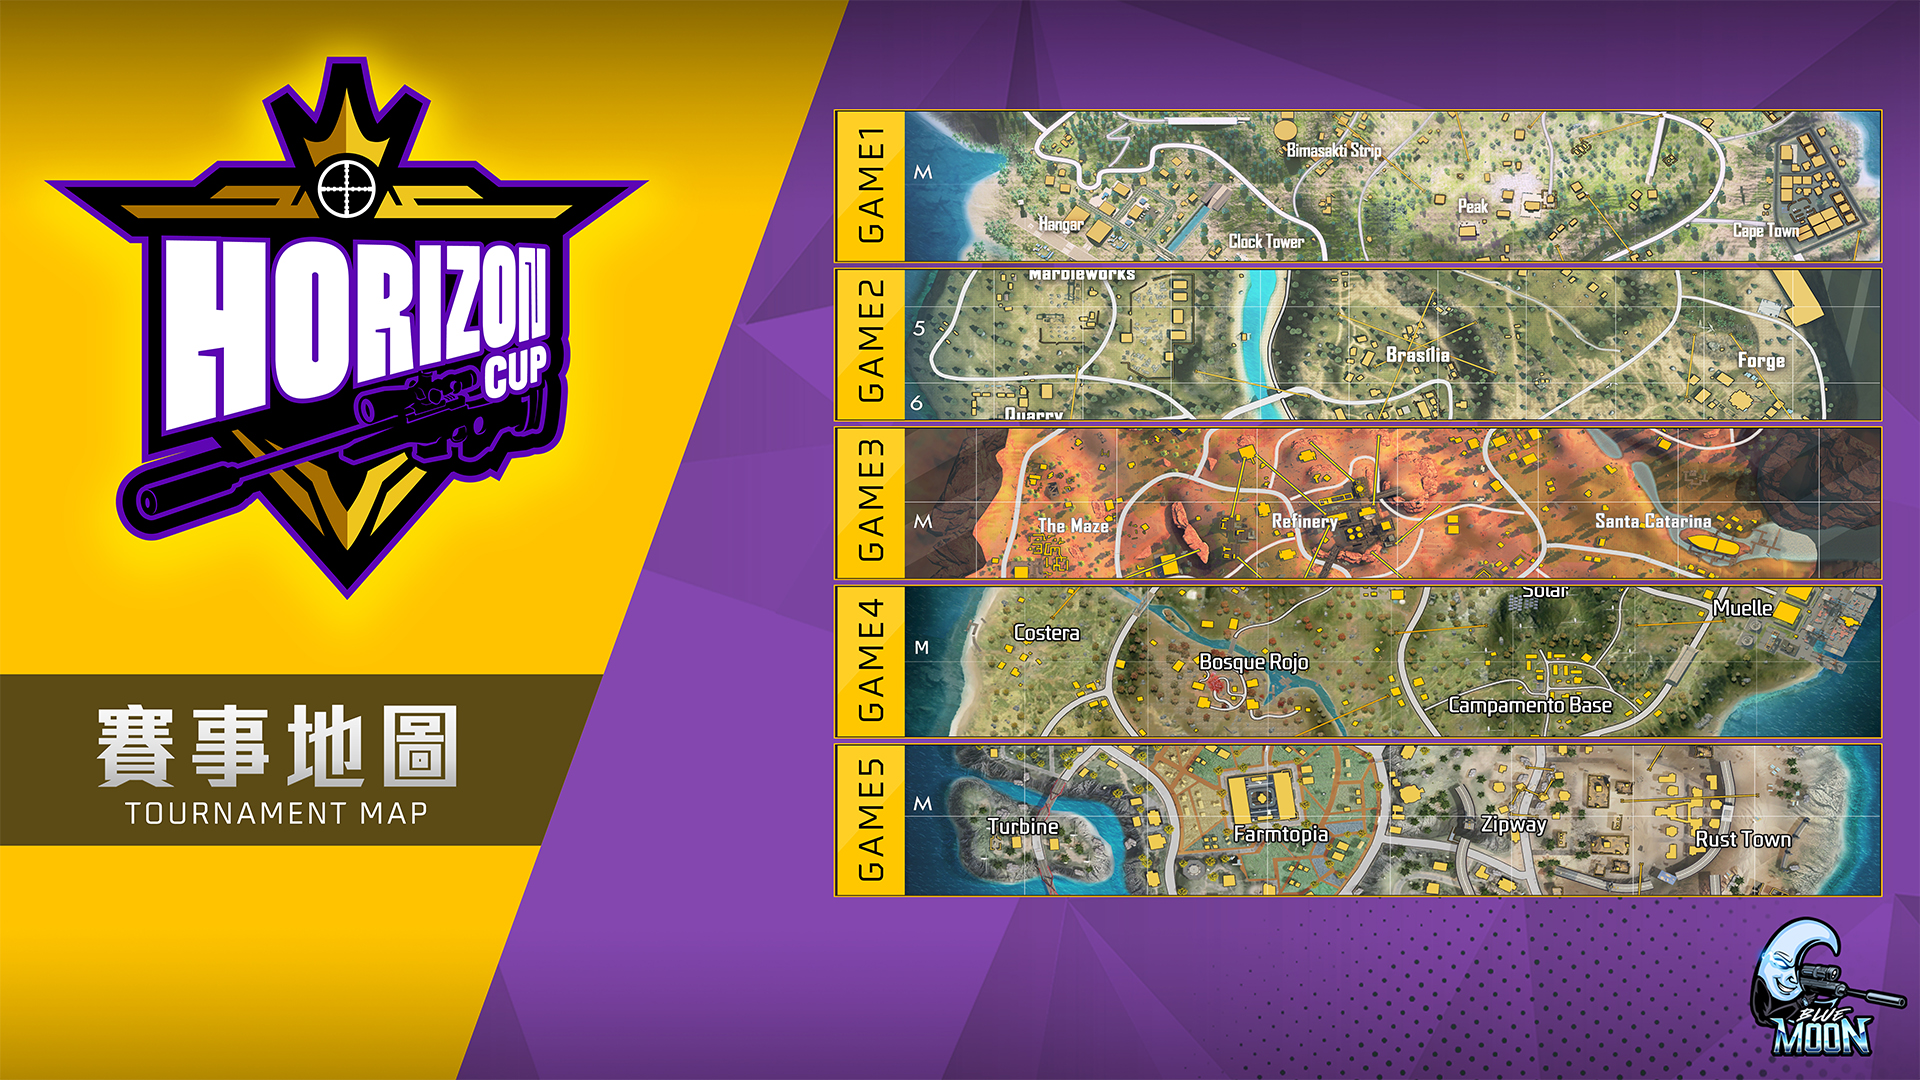 HORIZON
CUP
賽事地圖
TOURNAMENT MAP
GAME1
M
Bimasakti Strip
Hangar
Clock Tower
Peak
Cape Town
GAME2
Marbleworks
5
Brasilia
Forge
6
Quarry
GAME3
M
The Maze
Refinery
Santa Catarina
GAME4
M
Costera
Solar
Muelle
Bosque Rojo
Campamento Base
GAME5
M
Turbine
Farmtopia
Zipway
Rust Town
BLUE
MOON